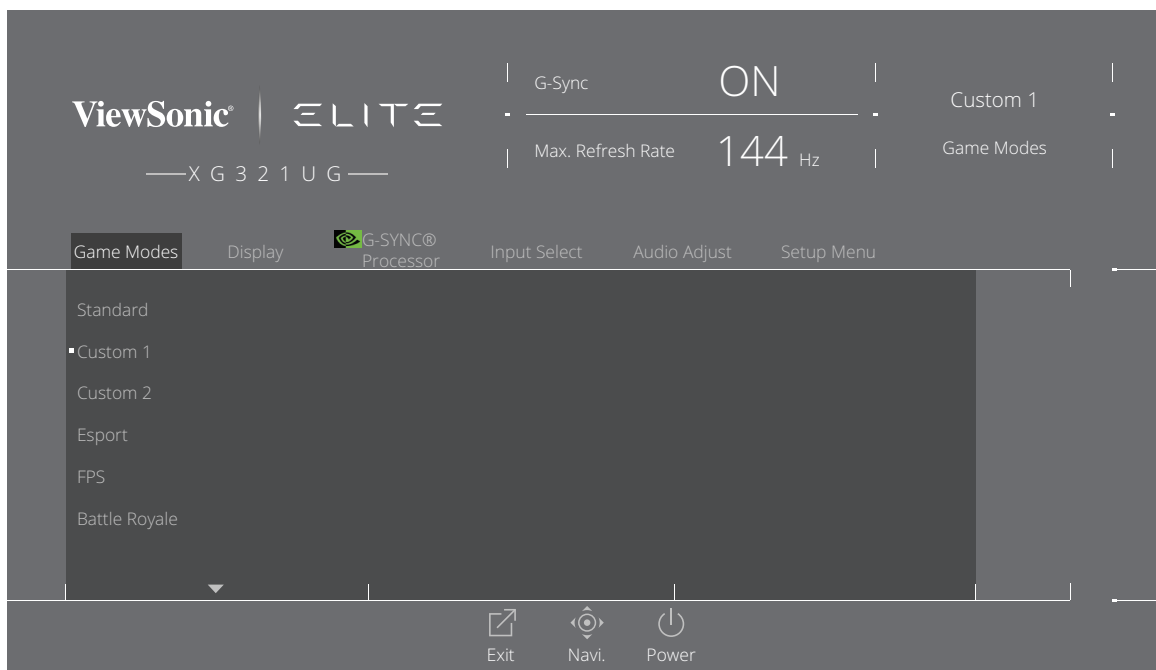 ViewSonic® | ELITE
XG321UG
G-Sync ON
Max. Refresh Rate 144 Hz
Custom 1
Game Modes
Game Modes
Display
G-SYNC®
Processor
Input Select
Audio Adjust
Setup Menu
Standard
Custom 1
Custom 2
Esport
FPS
Battle Royale
Exit
Navi.
Power